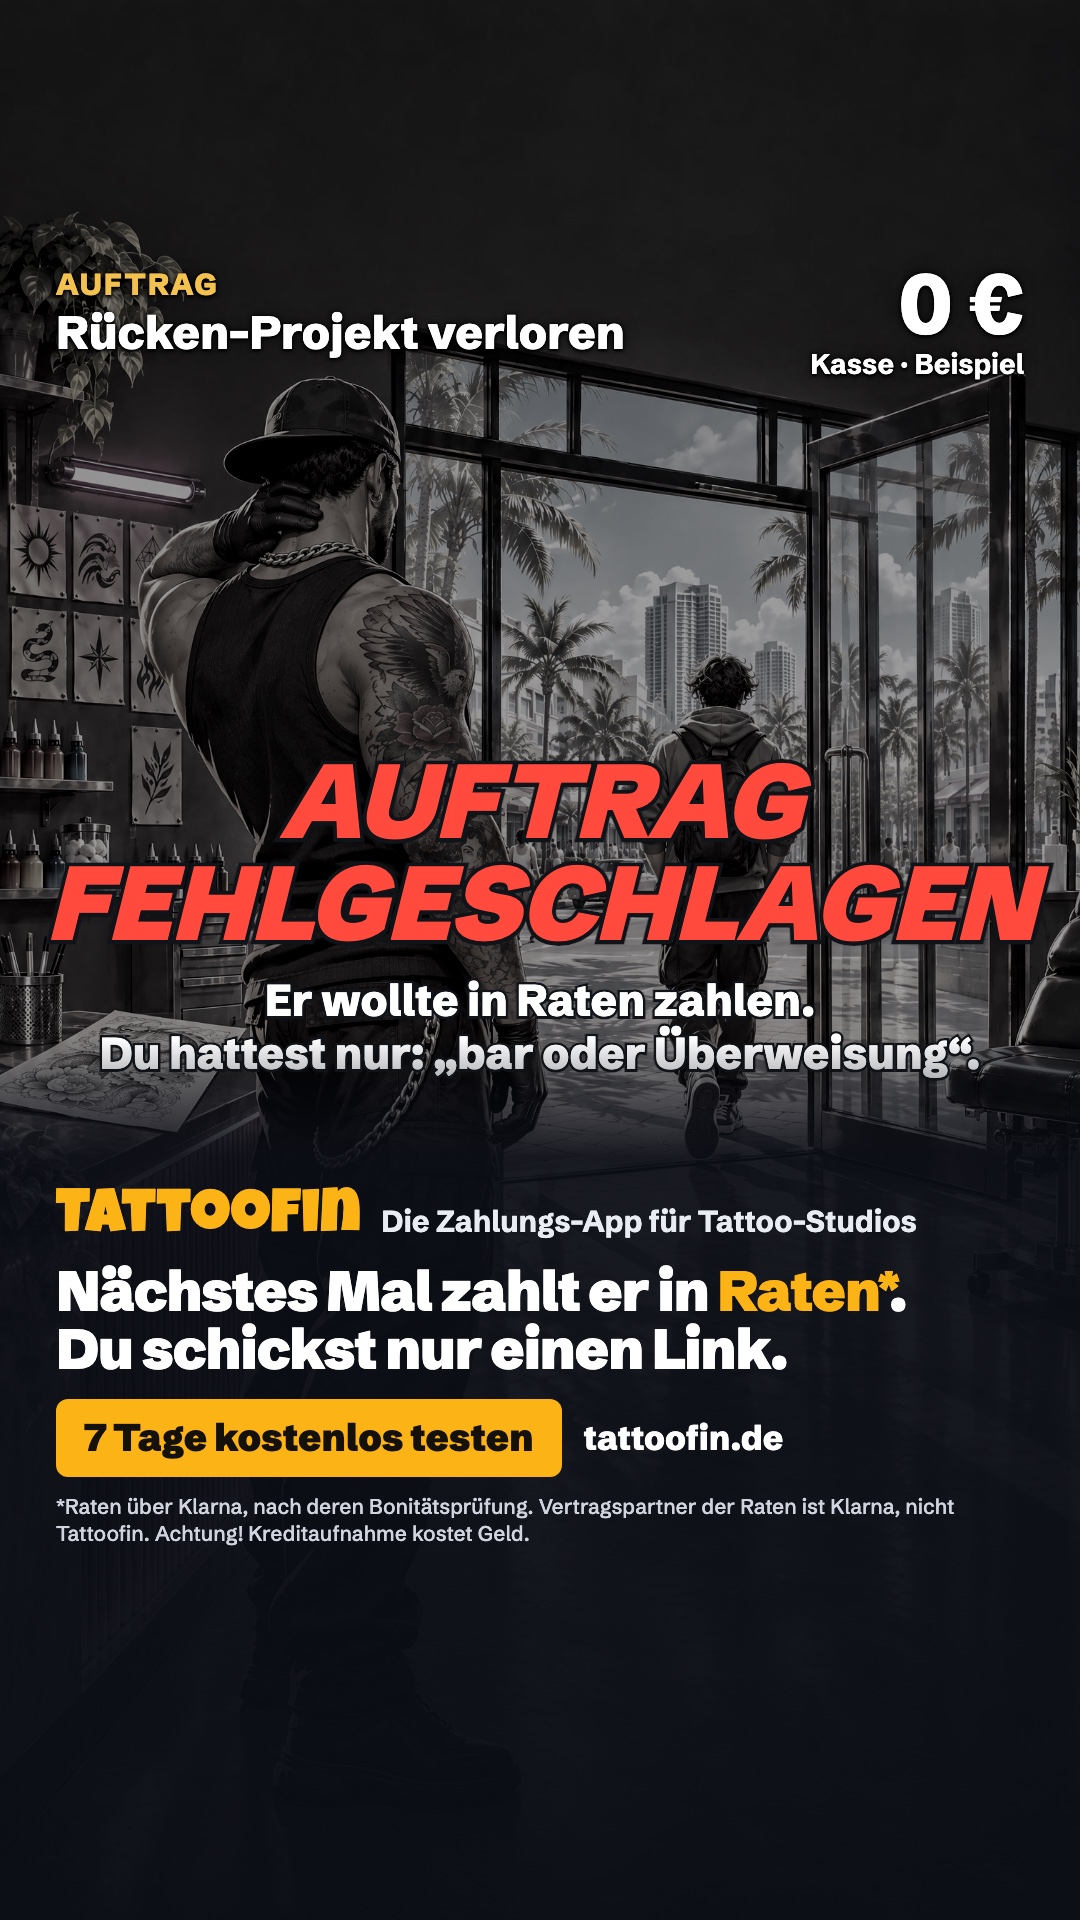 AUFTRAG
Rücken-Projekt verloren
0 €
Kasse · Beispiel
AUFTRAG
FEHLGESCHLAGEN
Er wollte in Raten zahlen.
Du hattest nur: „bar oder Überweisung“.
TATTOOFIN Die Zahlungs-App für Tattoo-Studios
Nächstes Mal zahlt er in Raten*.
Du schickst nur einen Link.
7 Tage kostenlos testen tattoofin.de
*Raten über Klarna, nach deren Bonitätsprüfung. Vertragspartner der Raten ist Klarna, nicht
Tattoofin. Achtung! Kreditaufnahme kostet Geld.